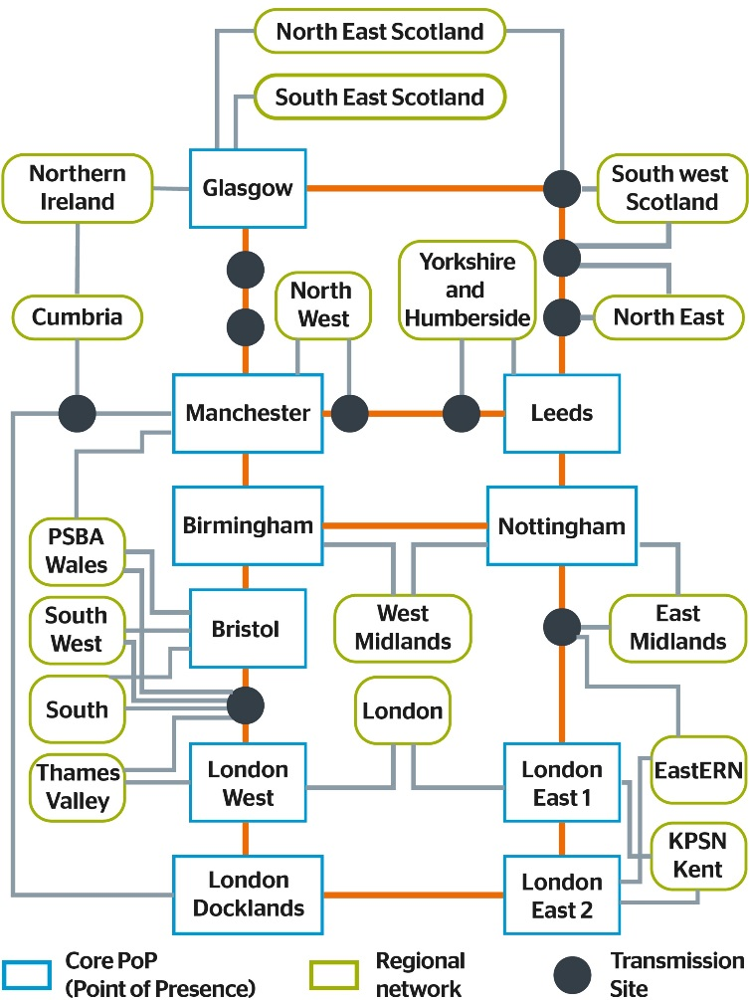 North East Scotland
South East Scotland
Northern
Ireland
Glasgow
South west
Scotland
North
West
Yorkshire
and
Humberside
Cumbria
North East
Manchester
Leeds
Birmingham
Nottingham
PSBA
Wales
South
West
Bristol
West
Midlands
East
Midlands
South
London
Thames
Valley
London
West
London
East 1
EastERN
KPSN
Kent
London
Docklands
London
East 2
Core PoP
(Point of Presence)
Regional
network
Transmission
Site